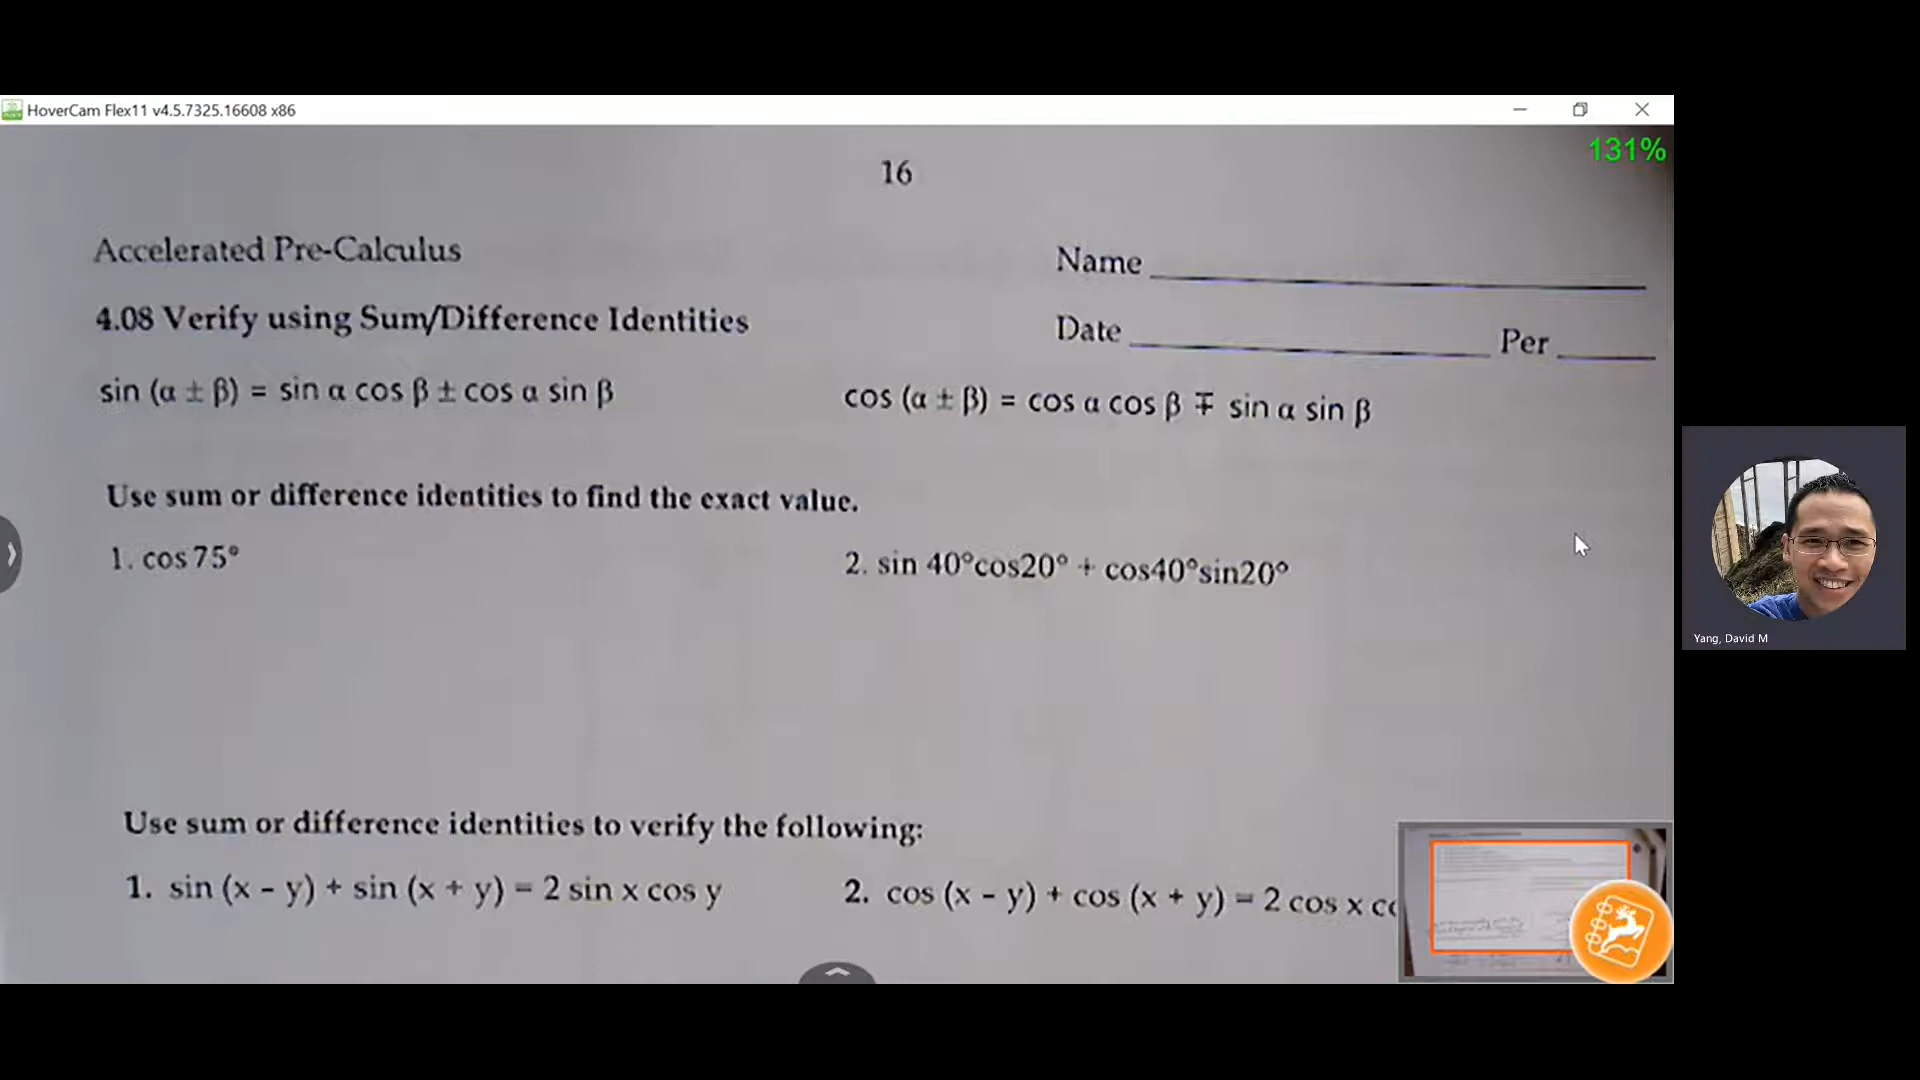 HoverCam Flex11 v4.5.7325.16608 x86
131%
16
Accelerated Pre-Calculus
Name
4.08 Verify using Sum/Difference Identities
Date Per
sin (α ± β) = sin α cos β ± cos α sin β
cos (α ± β) = cos α cos β ∓ sin α sin β
Use sum or difference identities to find the exact value.
1. cos 75°
2. sin 40°cos20° + cos40°sin20°
Use sum or difference identities to verify the following:
1. sin (x - y) + sin (x + y) = 2 sin x cos y
2. cos (x - y) + cos (x + y) = 2 cos x
Yang, David M